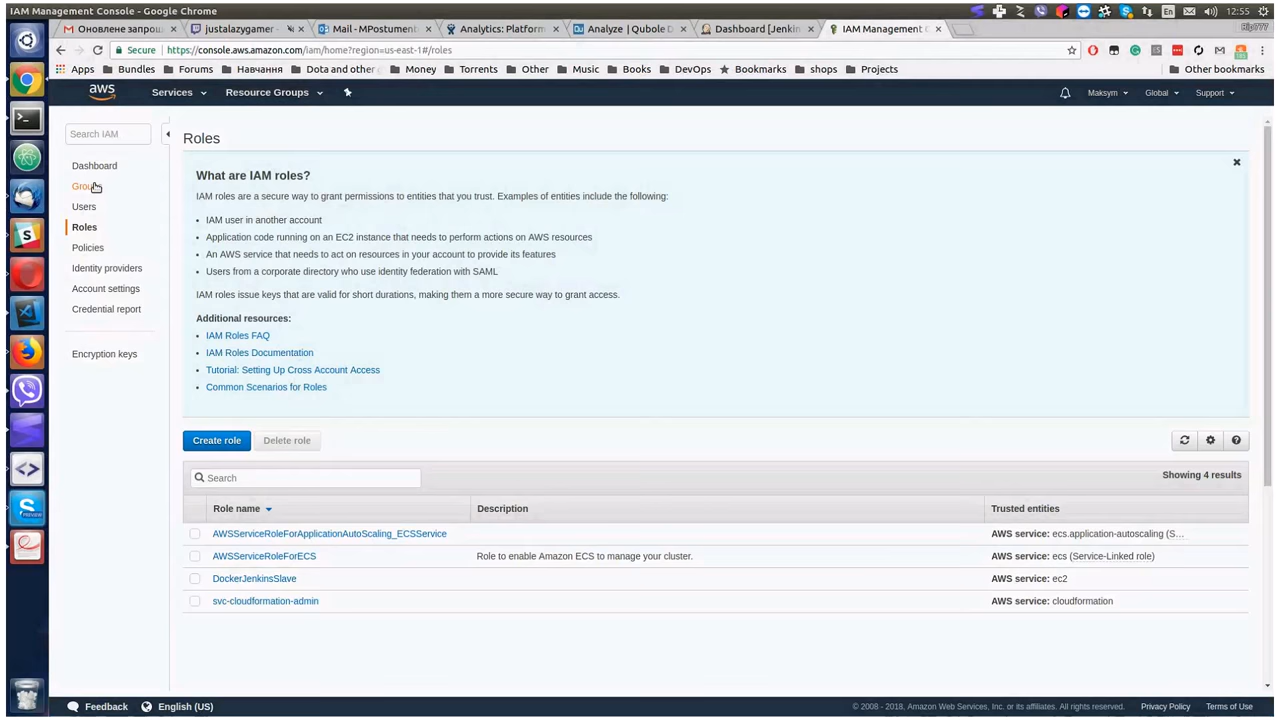 IAM Management Console - Google Chrome
En
12:55
Оновлене запрош
justalazygamer -
Mail - MPostument
Analytics: Platform
Analyze | Qubole D
Dashboard [Jenkin
IAM Management C
Secure
https://console.aws.amazon.com/iam/home?region=us-east-1#/roles
Apps
Bundles
Forums
Навчання
Dota and other
Money
Torrents
Other
Music
Books
DevOps
Bookmarks
shops
Projects
Other bookmarks
aws
Services
Resource Groups
Maksym
Global
Support
Search IAM
Dashboard
Users
Roles
Policies
Identity providers
Account settings
Credential report
Encryption keys
Roles
What are IAM roles?
IAM roles are a secure way to grant permissions to entities that you trust. Examples of entities include the following:
• IAM user in another account
• Application code running on an EC2 instance that needs to perform actions on AWS resources
• An AWS service that needs to act on resources in your account to provide its features
• Users from a corporate directory who use identity federation with SAML
IAM roles issue keys that are valid for short durations, making them a more secure way to grant access.
Additional resources:
• IAM Roles FAQ
• IAM Roles Documentation
• Tutorial: Setting Up Cross Account Access
• Common Scenarios for Roles
Create role
Delete role
Search
Showing 4 results
Role name
Description
Trusted entities
AWSServiceRoleForApplicationAutoScaling_ECSService
AWS service: ecs.application-autoscaling (S…
AWSServiceRoleForECS
Role to enable Amazon ECS to manage your cluster.
AWS service: ecs (Service-Linked role)
DockerJenkinsSlave
AWS service: ec2
svc-cloudformation-admin
AWS service: cloudformation
Feedback
English (US)
© 2008 - 2018, Amazon Web Services, Inc. or its affiliates. All rights reserved.
Privacy Policy
Terms of Use